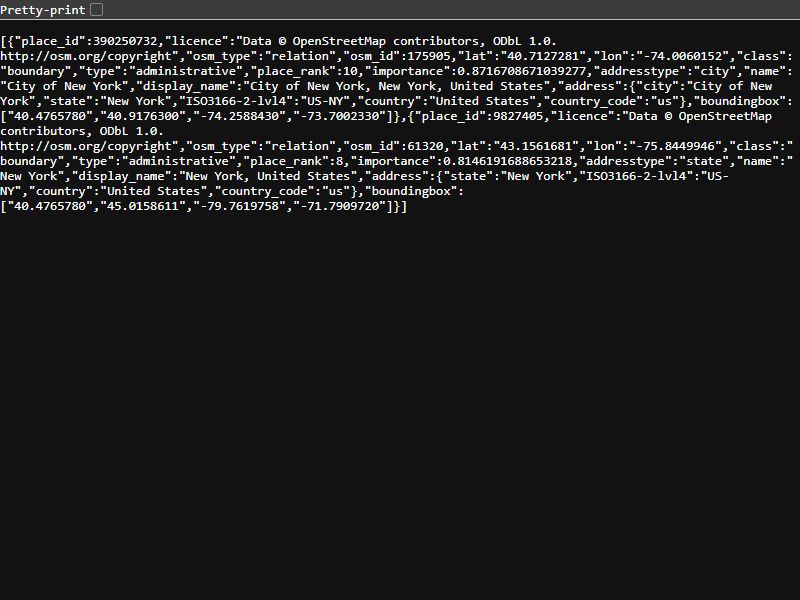 Pretty-print
[{"place_id":390250732,"licence":"Data © OpenStreetMap contributors, ODbL 1.0.
http://osm.org/copyright","osm_type":"relation","osm_id":175905,"lat":"40.7127281","lon":"-74.0060152","class":
"boundary","type":"administrative","place_rank":10,"importance":0.8716708671039277,"addresstype":"city","name":
"City of New York","display_name":"City of New York, New York, United States","address":{"city":"City of New
York","state":"New York","ISO3166-2-lvl4":"US-NY","country":"United States","country_code":"us"},"boundingbox":
["40.4765780","40.9176300","-74.2588430","-73.7002330"]},{"place_id":9827405,"licence":"Data © OpenStreetMap
contributors, ODbL 1.0.
http://osm.org/copyright","osm_type":"relation","osm_id":61320,"lat":"43.1561681","lon":"-75.8449946","class":"
boundary","type":"administrative","place_rank":8,"importance":0.8146191688653218,"addresstype":"state","name":"
New York","display_name":"New York, United States","address":{"state":"New York","ISO3166-2-lvl4":"US-
NY","country":"United States","country_code":"us"},"boundingbox":
["40.4765780","45.0158611","-79.7619758","-71.7909720"]}]